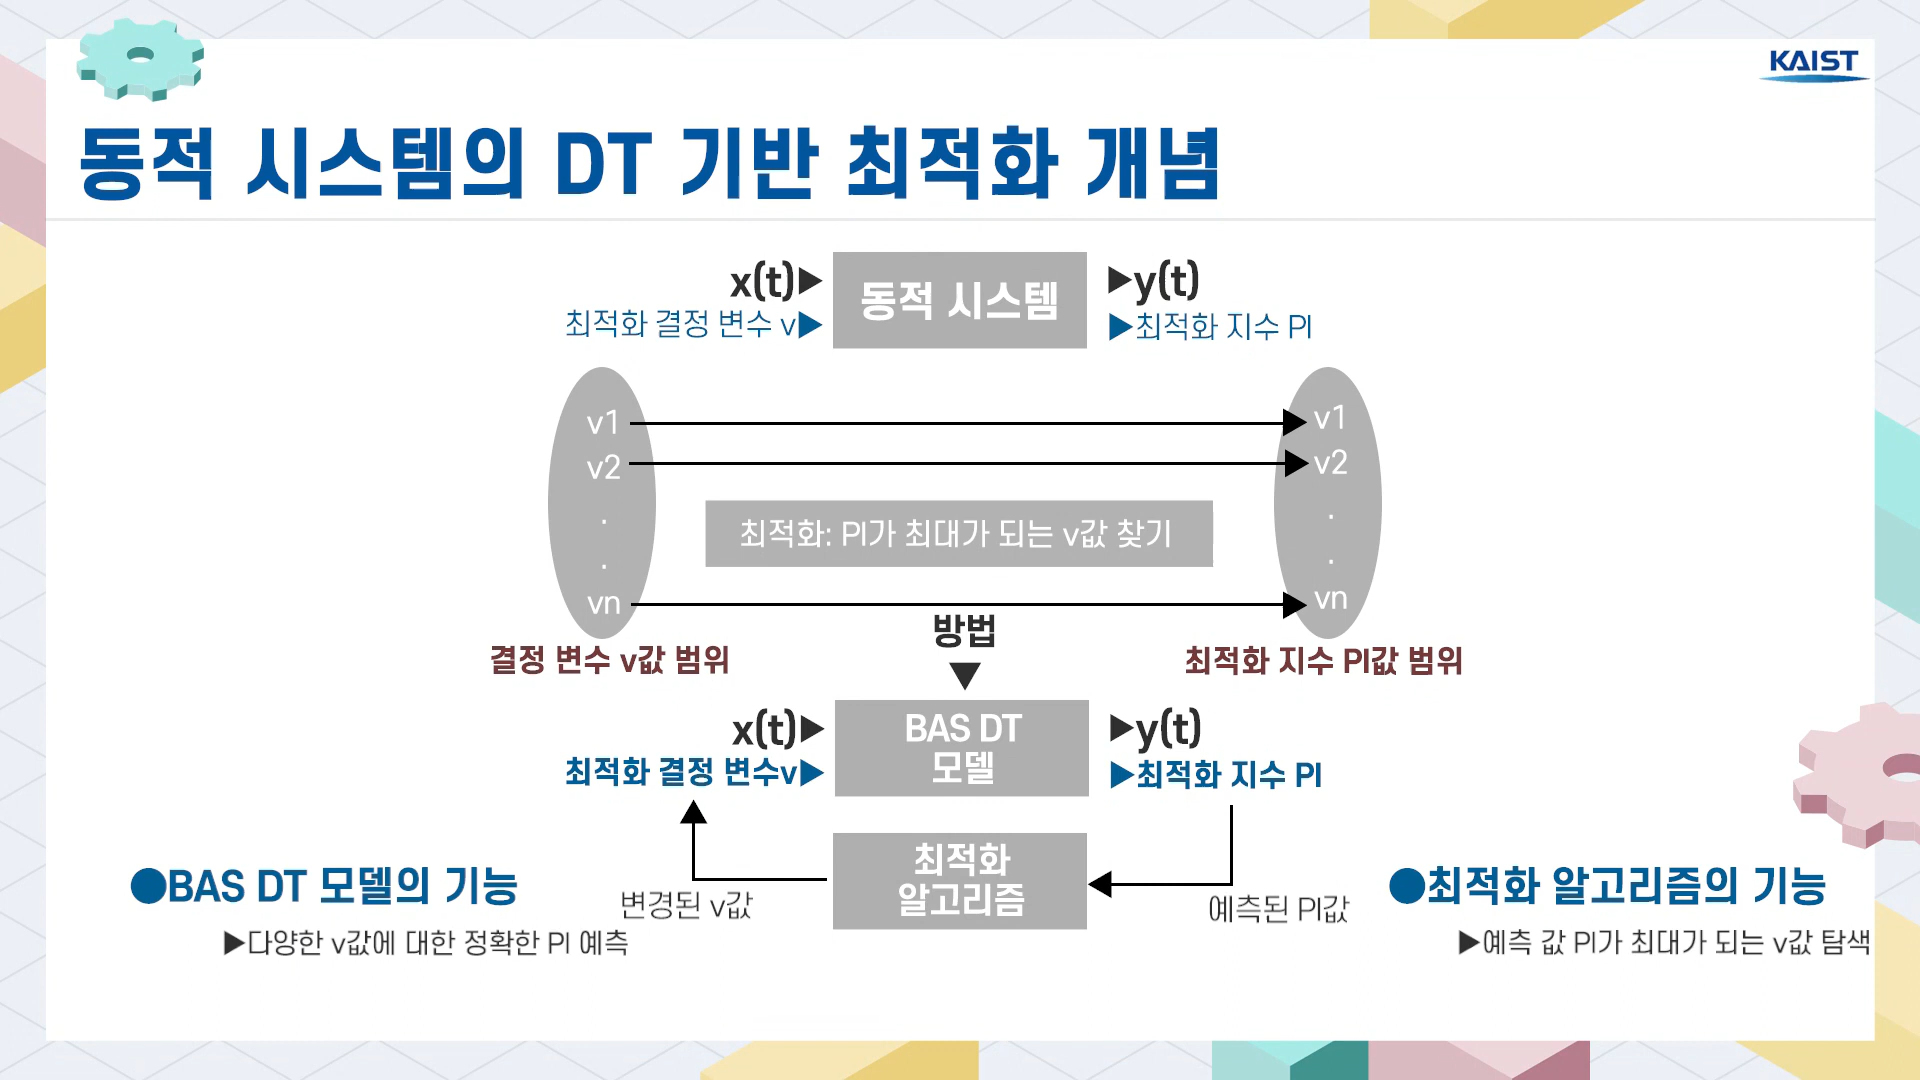 KAIST
동적 시스템의 DT 기반 최적화 개념
x(t)▶
최적화 결정 변수 v▶
동적 시스템
▶y(t)
▶최적화 지수 PI
v1
v2
.
.
vn
v1
v2
.
.
vn
최적화: PI가 최대가 되는 v값 찾기
결정 변수 v값 범위
방법
▼
최적화 지수 PI값 범위
x(t)▶
최적화 결정 변수v▶
BAS DT
모델
▶y(t)
▶최적화 지수 PI
변경된 v값
최적화
알고리즘
예측된 PI값
●BAS DT 모델의 기능
▶다양한 v값에 대한 정확한 PI 예측
●최적화 알고리즘의 기능
▶예측 값 PI가 최대가 되는 v값 탐색